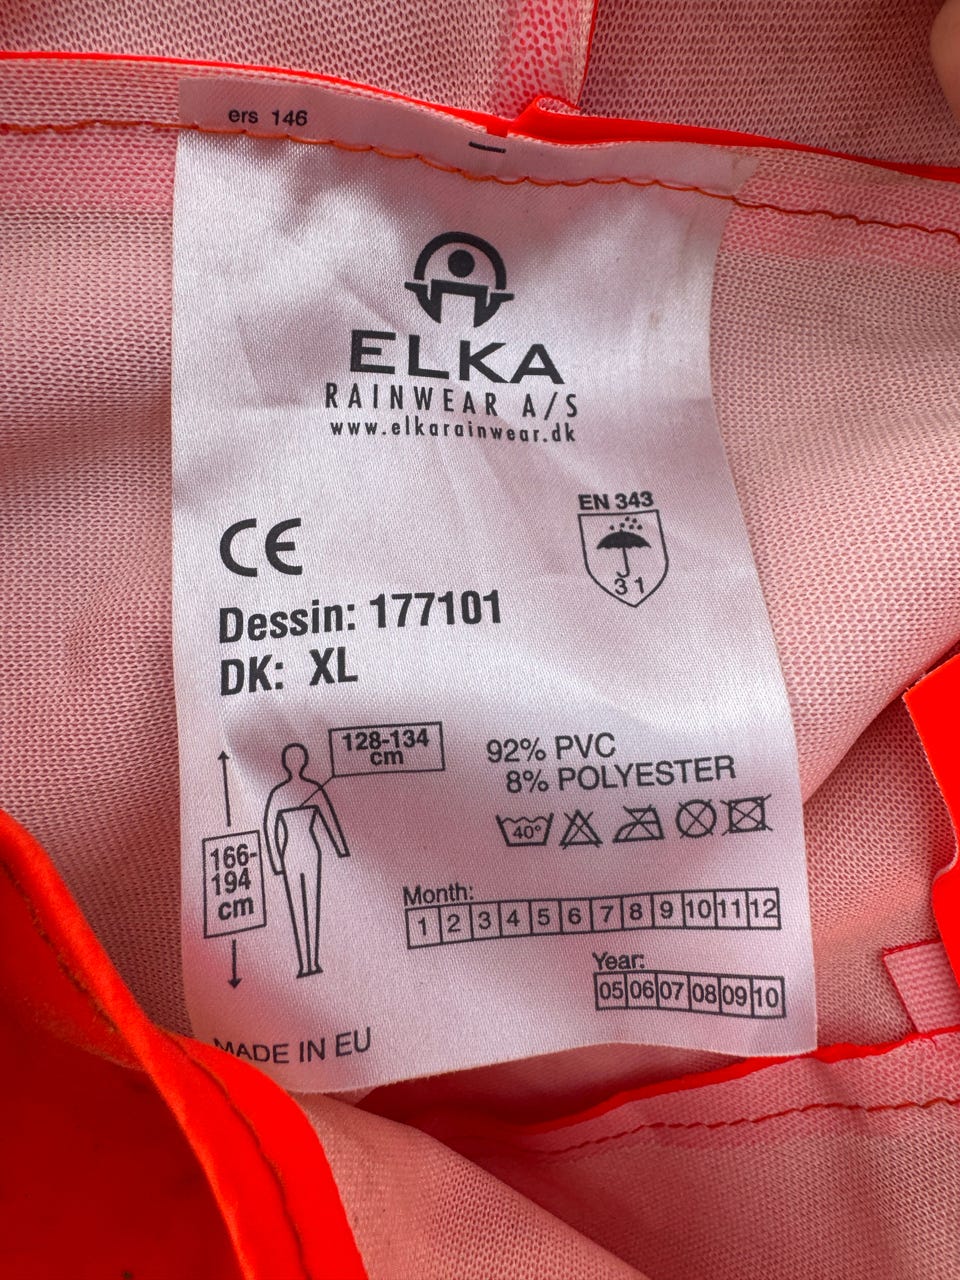 ers 146
ELKA
RAINWEAR A/S
www.elkarainwear.dk
CE
EN 343
3 1
Dessin: 177101
DK: XL
128-134
cm
166-
194
cm
92% PVC
8% POLYESTER
40°
Month:
1 2 3 4 5 6 7 8 9 10 11 12
Year:
05 06 07 08 09 10
MADE IN EU